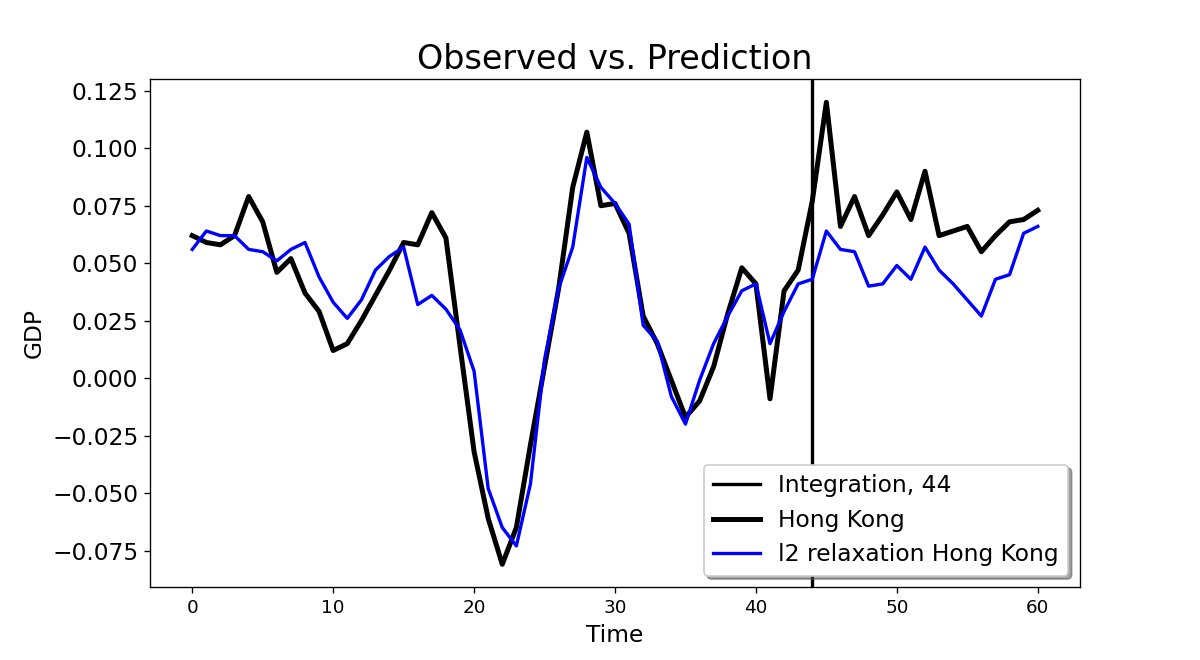 Observed vs. Prediction
0.125
0.100
0.075
0.050
0.025
0.000
−0.025
−0.050
−0.075
GDP
Integration, 44
Hong Kong
l2 relaxation Hong Kong
0 10 20 30 40 50 60
Time